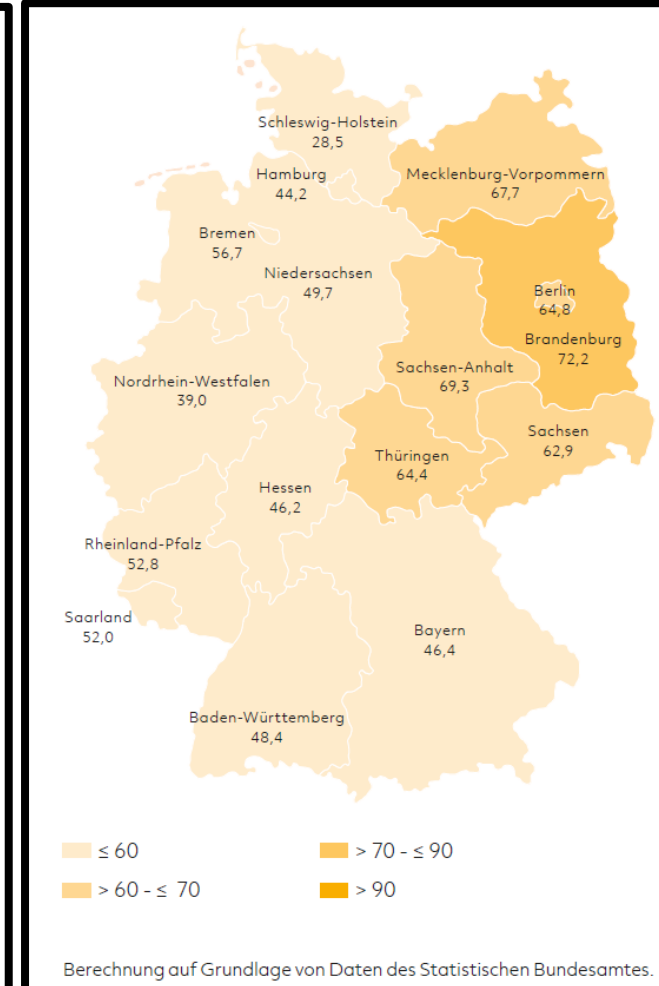 Schleswig-Holstein
28,5
Hamburg
44,2
Mecklenburg-Vorpommern
67,7
Bremen
56,7
Niedersachsen
49,7
Berlin
64,8
Brandenburg
72,2
Sachsen-Anhalt
69,3
Nordrhein-Westfalen
39,0
Sachsen
62,9
Thüringen
64,4
Hessen
46,2
Rheinland-Pfalz
52,8
Saarland
52,0
Bayern
46,4
Baden-Württemberg
48,4
≤ 60
> 70 - ≤ 90
> 60 - ≤ 70
> 90
Berechnung auf Grundlage von Daten des Statistischen Bundesamtes.